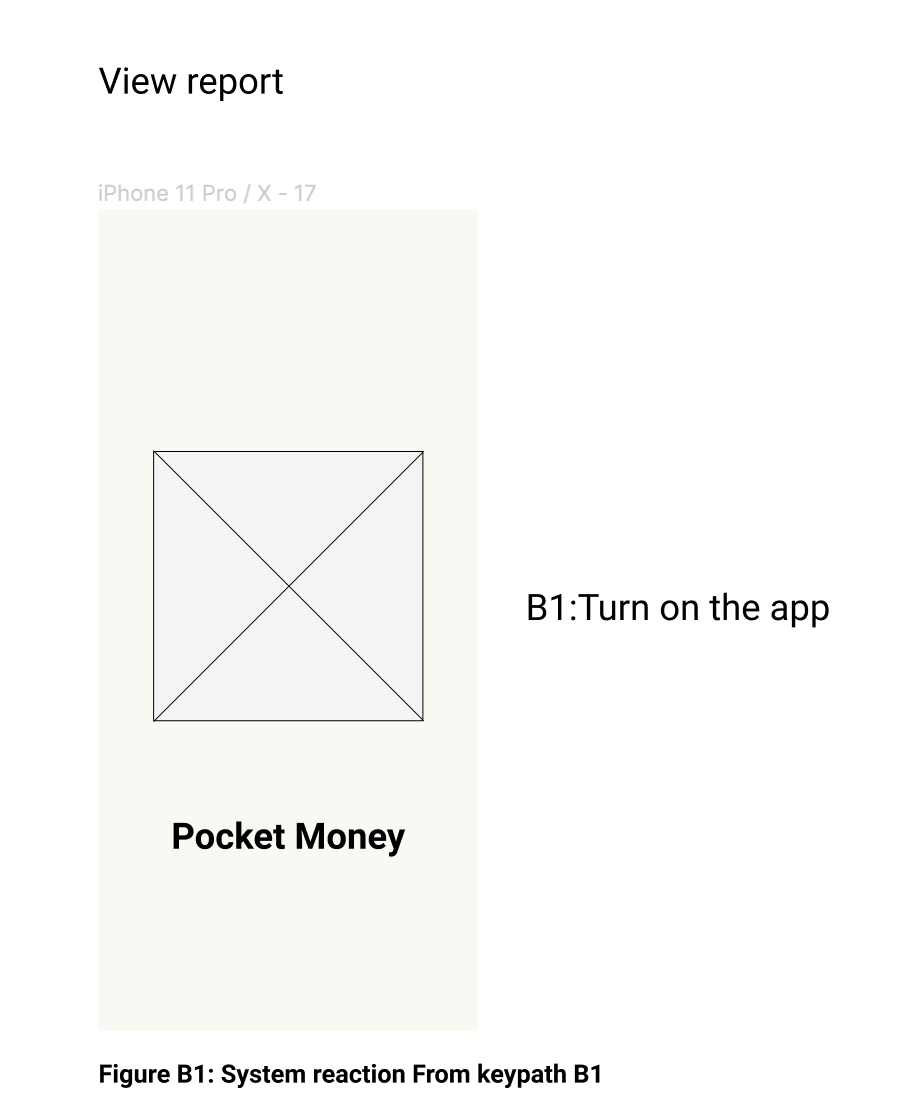 View report
iPhone 11 Pro / X - 17
B1:Turn on the app
Pocket Money
Figure B1: System reaction From keypath B1